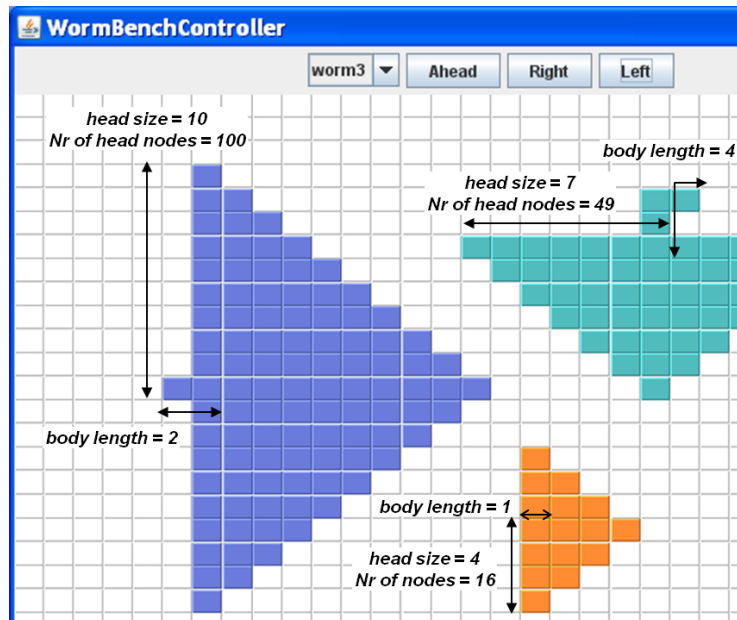 WormBenchController
worm3 Ahead Right Left
head size = 10
Nr of head nodes = 100
body length = 4
head size = 7
Nr of head nodes = 49
body length = 2
body length = 1
head size = 4
Nr of nodes = 16